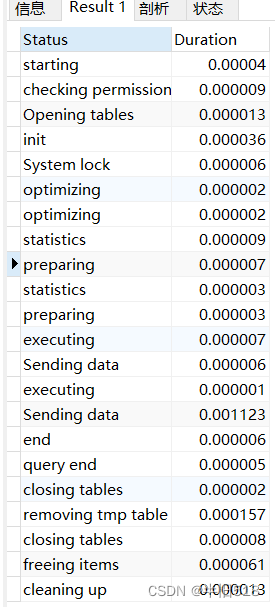 信息 Result 1 剖析 状态
Status Duration
starting 0.00004
checking permission 0.000009
Opening tables 0.000013
init 0.000036
System lock 0.000006
optimizing 0.000002
optimizing 0.000002
statistics 0.000009
preparing 0.000007
statistics 0.000003
preparing 0.000003
executing 0.000007
Sending data 0.000006
executing 0.000001
Sending data 0.001123
end 0.000006
query end 0.000005
closing tables 0.000002
removing tmp table 0.000157
closing tables 0.000008
freeing items 0.000061
cleaning up 0.000013
CSDN